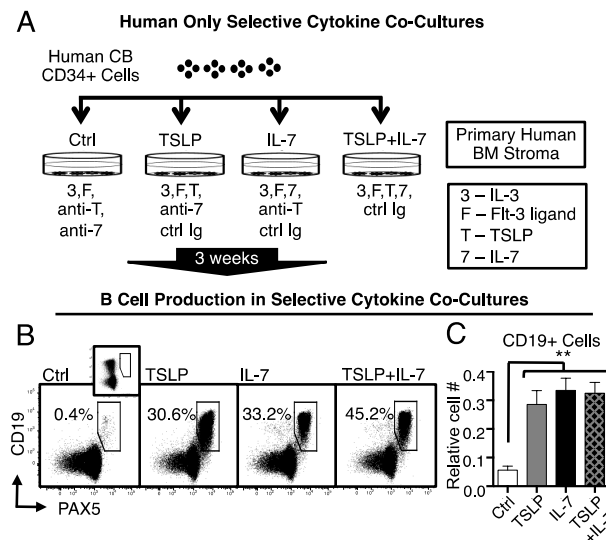 A
Human Only Selective Cytokine Co-Cultures
Human CB
CD34+ Cells
Ctrl
TSLP
IL-7
TSLP+IL-7
3,F,
anti-T,
anti-7
3,F,T,
anti-7
ctrl Ig
3,F,7,
anti-T
ctrl Ig
3,F,T,7,
ctrl Ig
Primary Human
BM Stroma
3 – IL-3
F – Flt-3 ligand
T – TSLP
7 – IL-7
3 weeks
B Cell Production in Selective Cytokine Co-Cultures
B
Ctrl
TSLP
IL-7
TSLP+IL-7
0.4%
30.6%
33.2%
45.2%
CD19
PAX5
C
CD19+ Cells
**
Relative cell #
0.4
0.3
0.2
0.1
0.0
Ctrl
TSLP
IL-7
TSLP
+IL-7